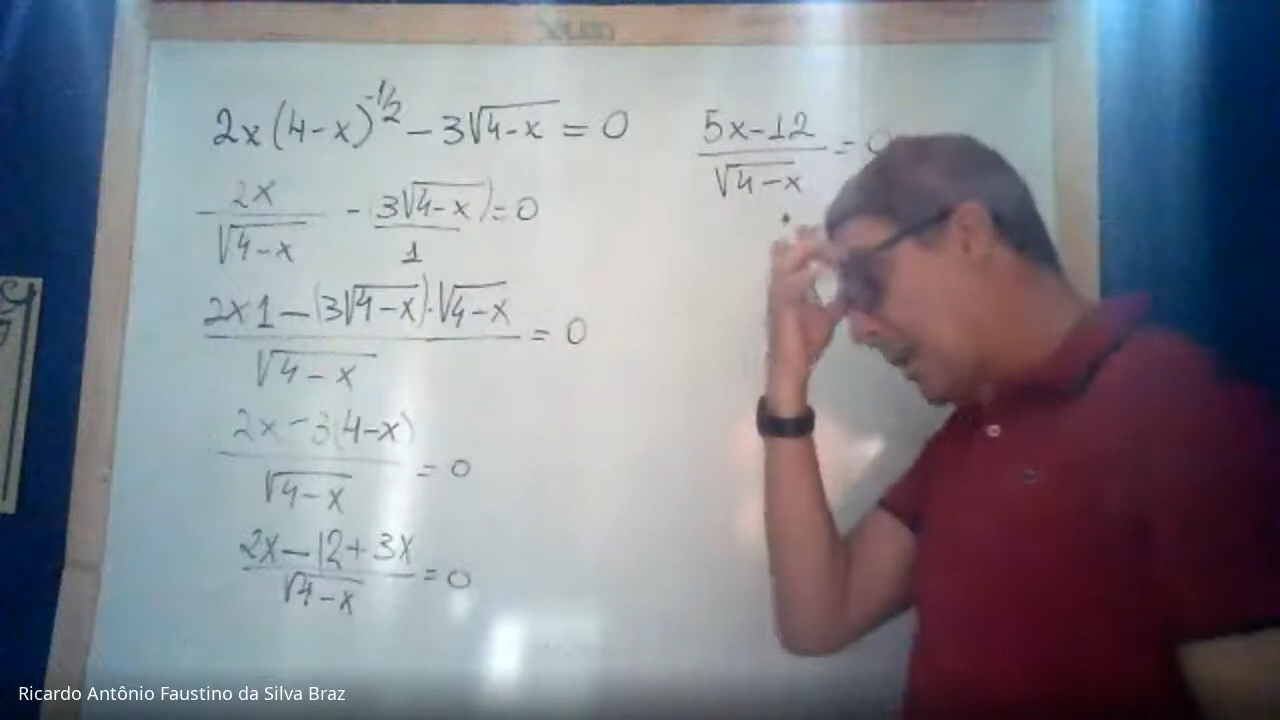 2x(4-x)^{-1/2} - 3√(4-x) = 0
2x/√(4-x) - 3√(4-x))/1 = 0
(2x1 - (3√(4-x))·√(4-x))/√(4-x) = 0
(2x - 3(4-x))/√(4-x) = 0
(2x - 12 + 3x)/√(4-x) = 0
(5x-12)/√(4-x) = 0
Ricardo Antônio Faustino da Silva Braz